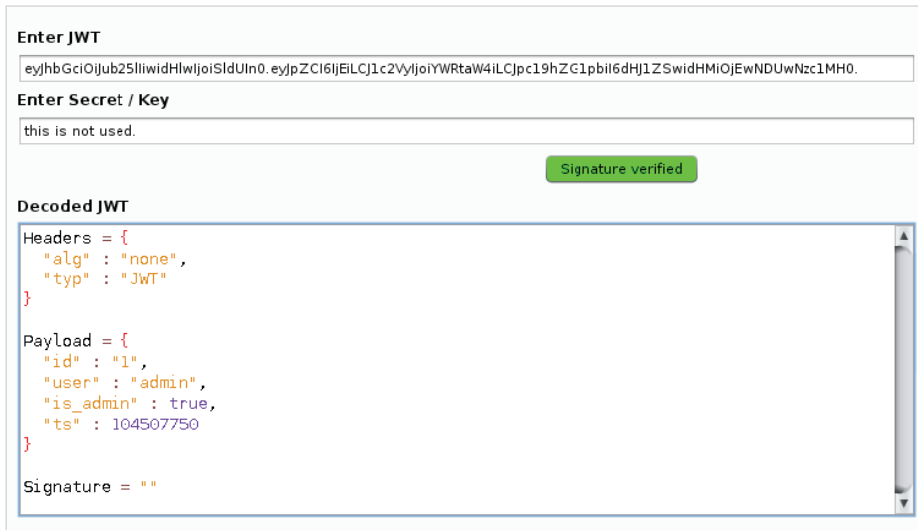 Enter JWT
eyJhbGciOiJub25lIiwidHlwIjoiSldUIn0.eyJpZCI6IjEiLCJ1c2VyIjoiYWRtaW4iLCJpc19hZG1pbiI6dHJ1ZSwidHMiOjEwNDUwNzc1MH0.
Enter Secret / Key
this is not used.
Signature verified
Decoded JWT
Headers = {
  "alg" : "none",
  "typ" : "JWT"
}
Payload = {
  "id" : "1",
  "user" : "admin",
  "is_admin" : true,
  "ts" : 104507750
}
Signature = ""